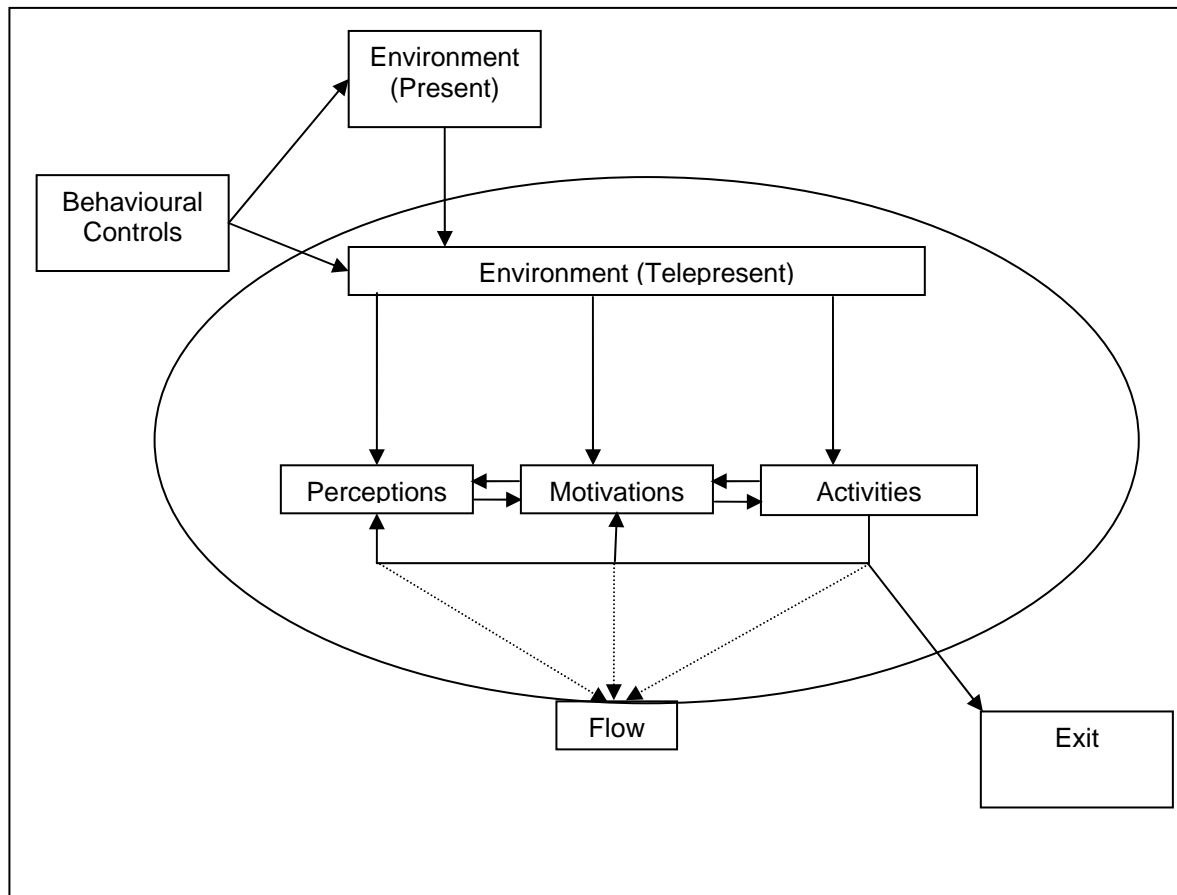 Environment
(Present)
Behavioural
Controls
Environment (Telepresent)
Perceptions
Motivations
Activities
Flow
Exit